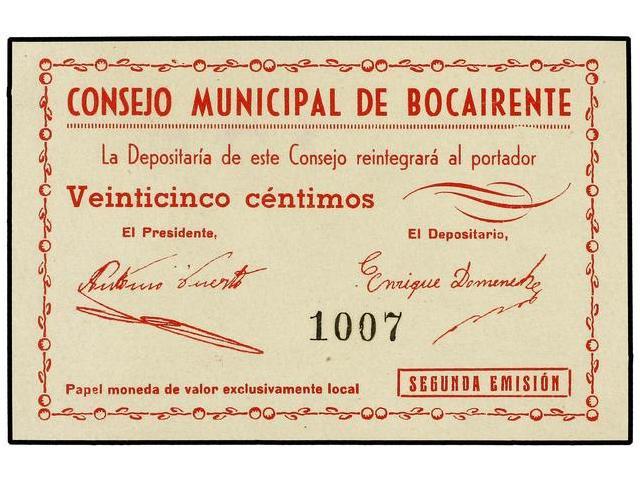 CONSEJO MUNICIPAL DE BOCAIRENTE
La Depositaría de este Consejo reintegrará al portador
Veinticinco céntimos
El Presidente,
El Depositario,
Antonio
Enrique Domenech
1007
Papel moneda de valor exclusivamente local
SEGUNDA EMISIÓN